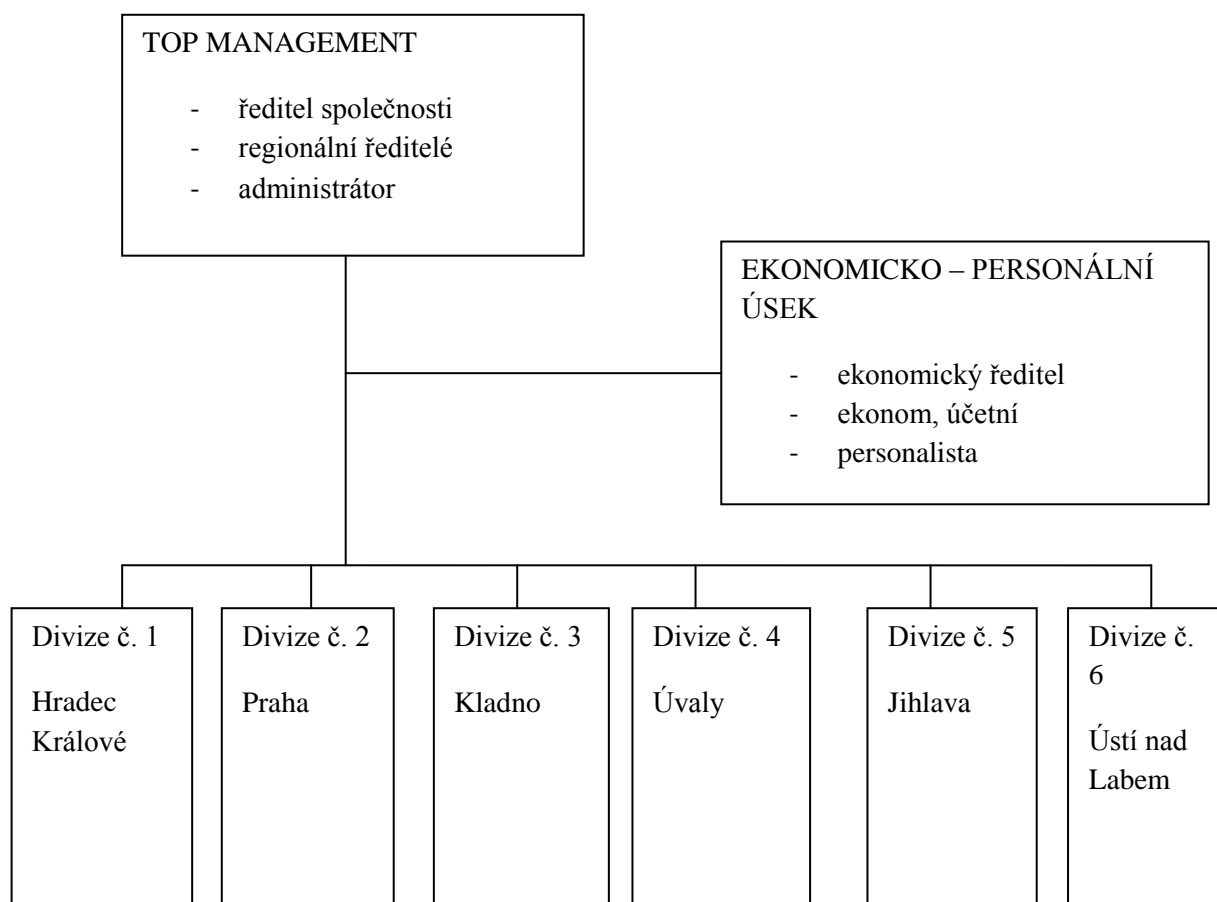 TOP MANAGEMENT
- ředitel společnosti
- regionální ředitelé
- administrátor
EKONOMICKO – PERSONÁLNÍ
ÚSEK
- ekonomický ředitel
- ekonom, účetní
- personalista
Divize č. 1
Hradec
Králové
Divize č. 2
Praha
Divize č. 3
Kladno
Divize č. 4
Úvaly
Divize č. 5
Jihlava
Divize č.
6
Ústí nad
Labem